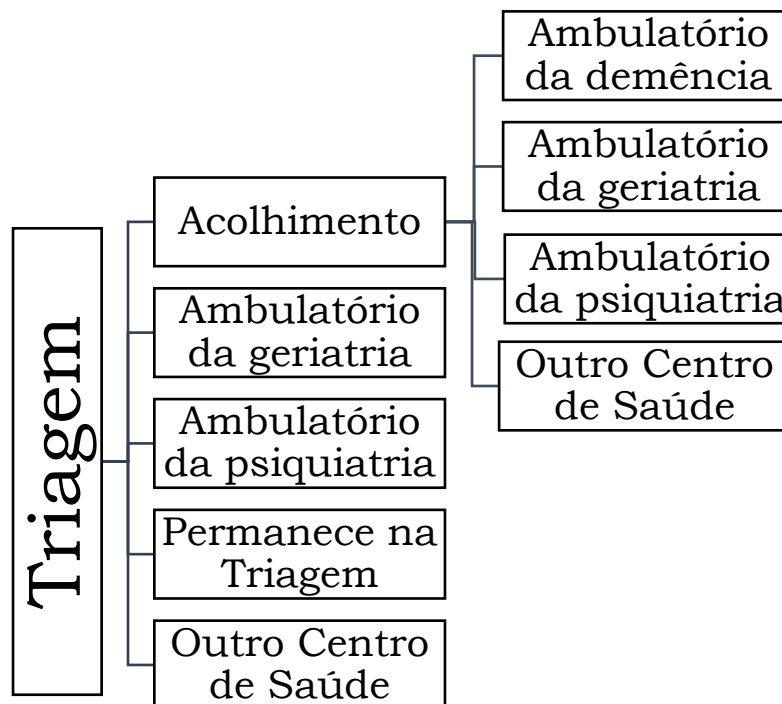 Triagem
Acolhimento
Ambulatório
da geriatria
Ambulatório
da psiquiatria
Permanece na
Triagem
Outro Centro
de Saúde
Ambulatório
da demência
Ambulatório
da geriatria
Ambulatório
da psiquiatria
Outro Centro
de Saúde